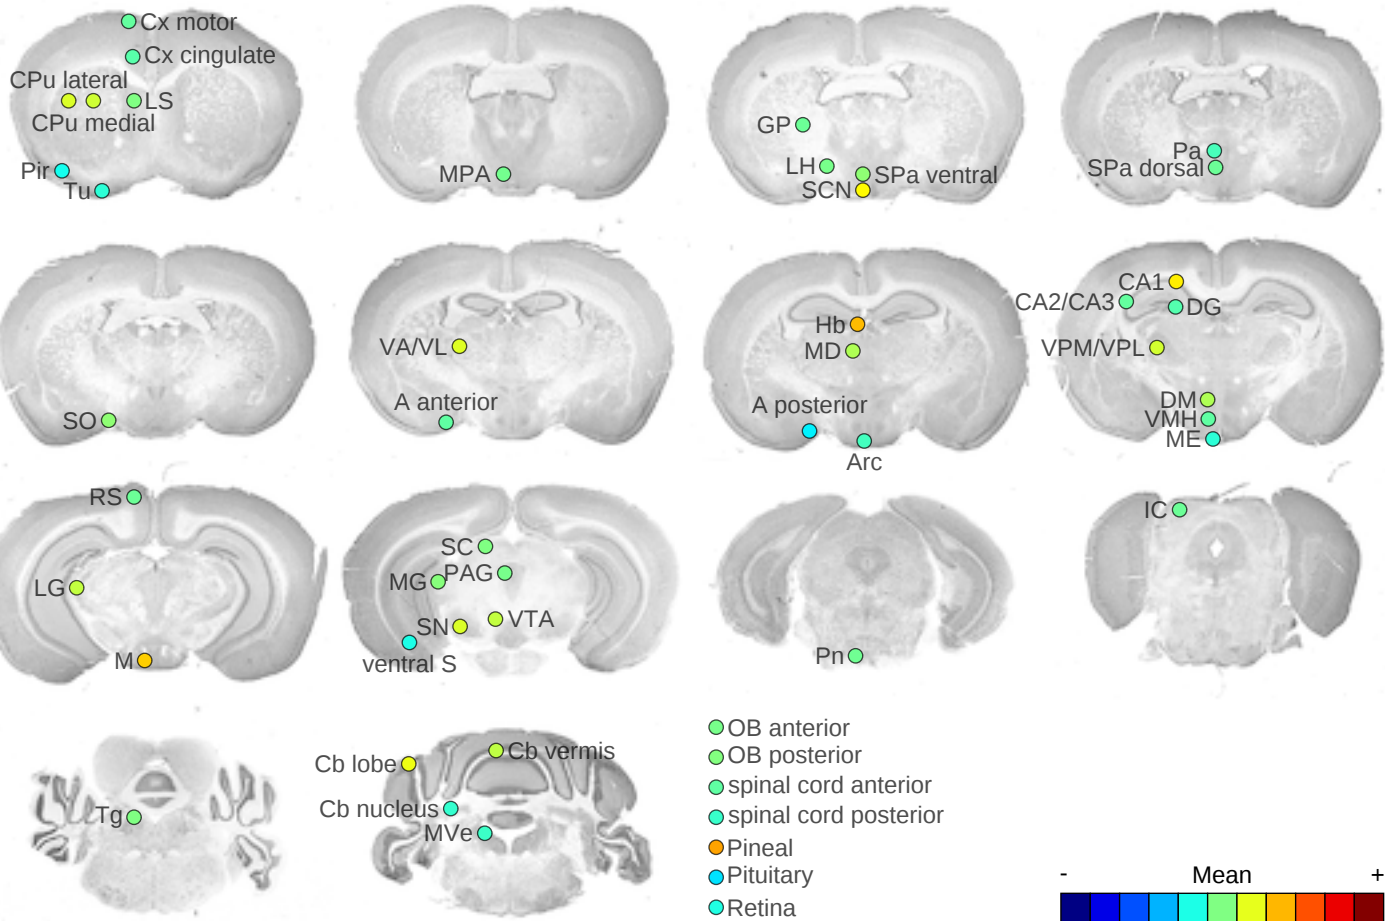 Cx motor
Cx cingulate
CPu lateral
LS
CPu medial
Pir
Tu
MPA
GP
LH
SPa ventral
SCN
Pa
SPa dorsal
SO
VA/VL
A anterior
Hb
MD
A posterior
Arc
CA1
CA2/CA3
DG
VPM/VPL
DM
VMH
ME
RS
LG
M
SC
PAG
MG
SN
VTA
ventral S
Pn
IC
Tg
Cb lobe
Cb vermis
Cb nucleus
MVe
OB anterior
OB posterior
spinal cord anterior
spinal cord posterior
Pineal
Pituitary
Retina
- Mean +